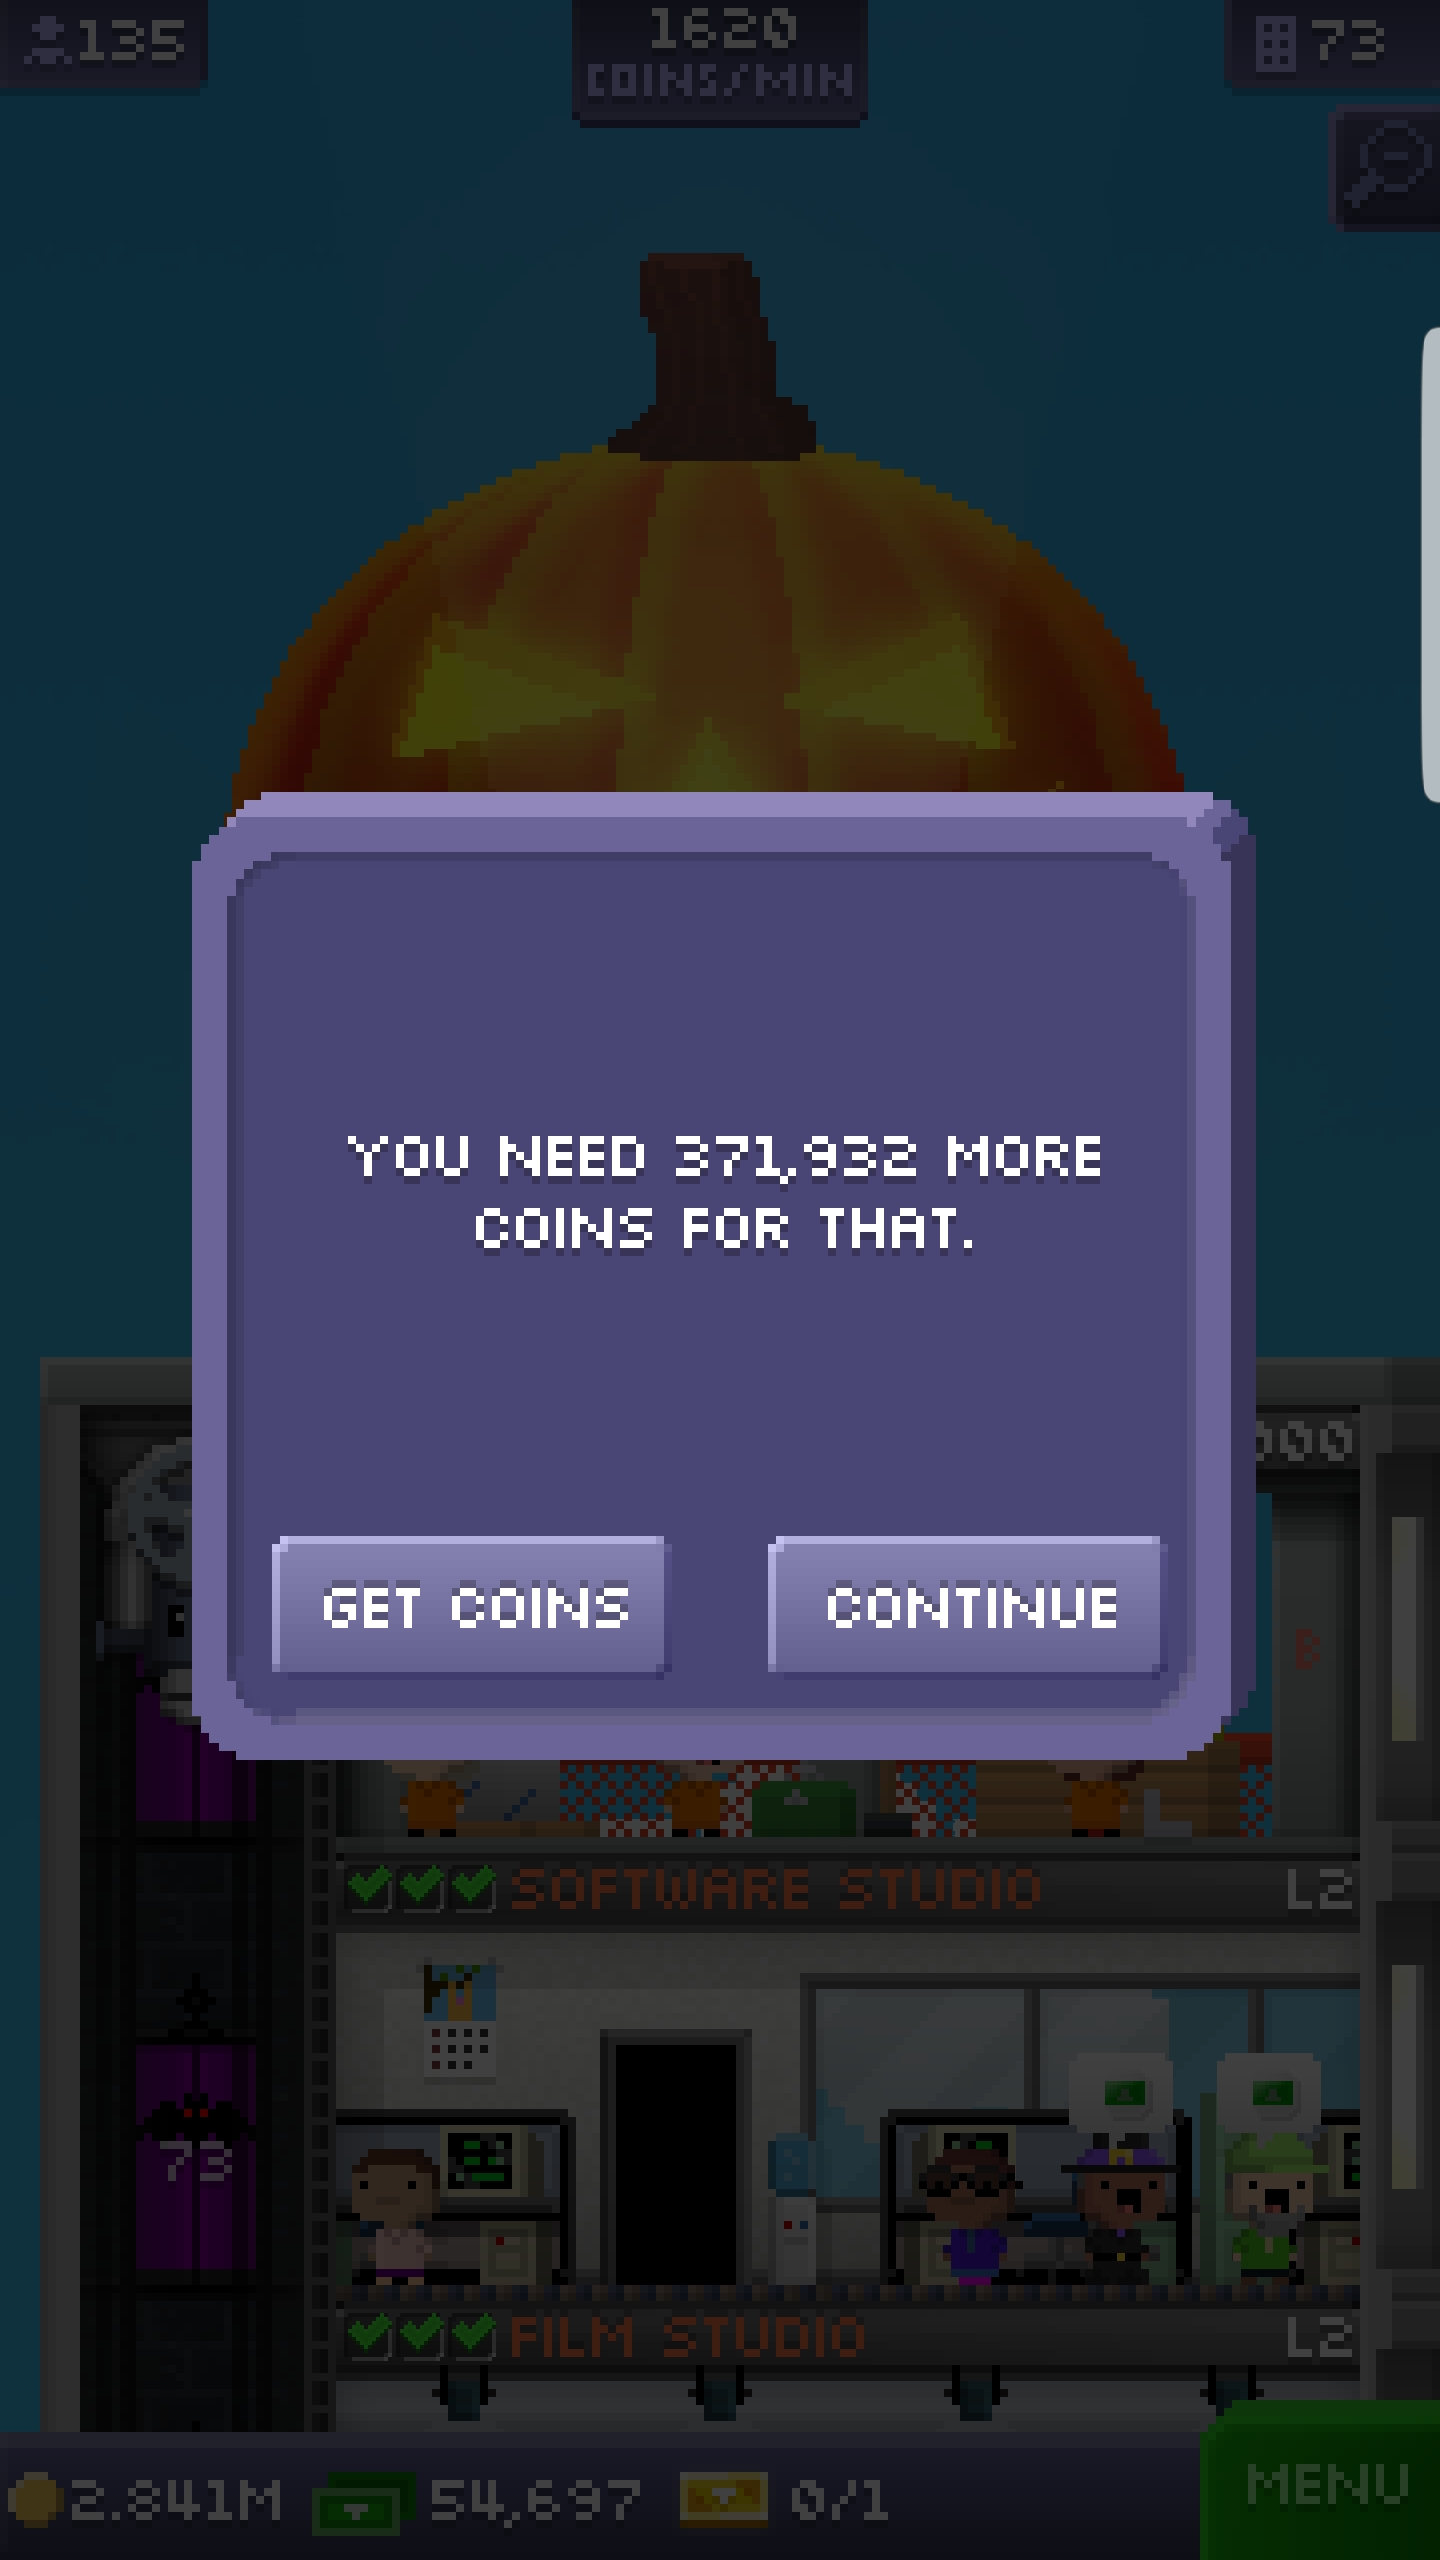 135
1620
COINS/MIN
73
YOU NEED 371,932 MORE
COINS FOR THAT.
000
GET COINS
CONTINUE
B
SOFTWARE STUDIO L2
73
FILM STUDIO L2
2.841M 54,697 0/1
MENU